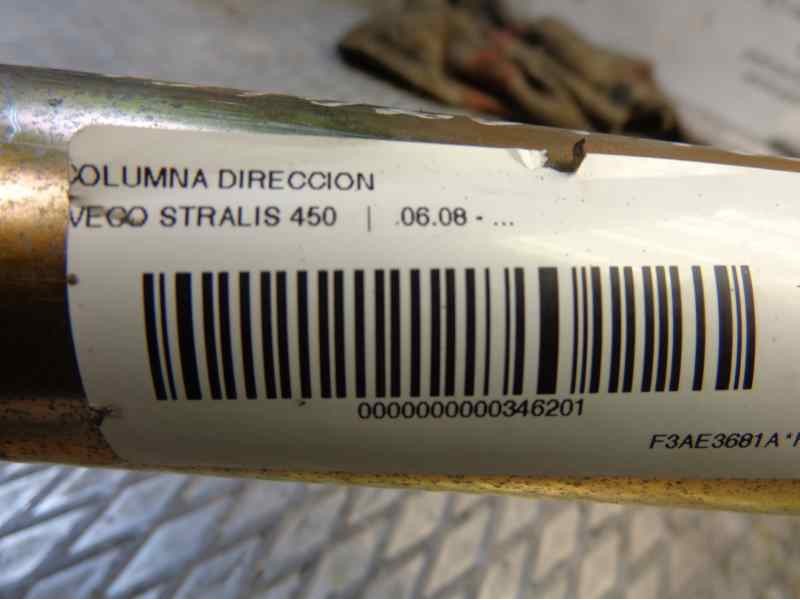 COLUMNA DIRECCION
VECO STRALIS 450 | .06.08 - ...
0000000000346201
F3AE3681A*